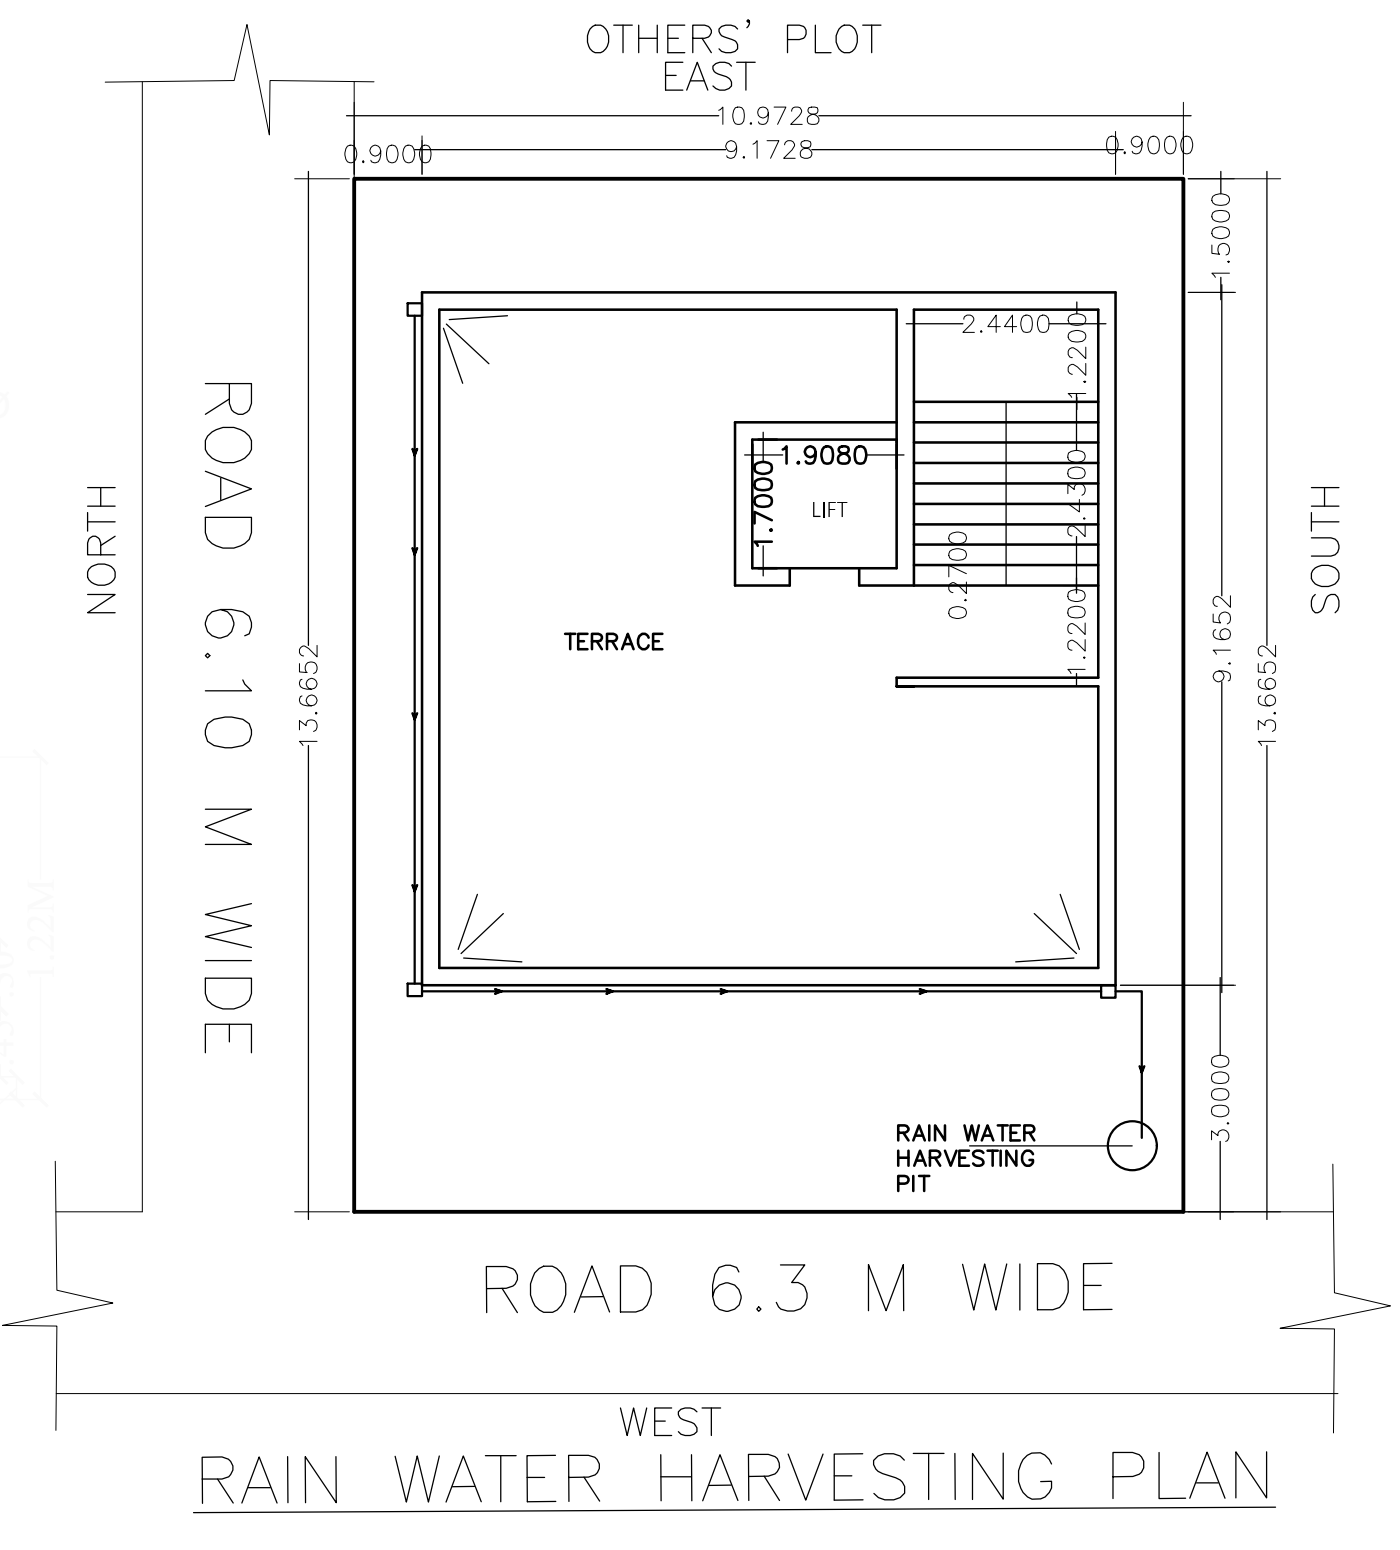 OTHERS' PLOT
EAST
10.9728
0.9000
9.1728
0.9000
1.5000
2.4400
1.2200
ROAD 6.10 M WIDE
NORTH
SOUTH
1.9080
1.7000
LIFT
2.4300
0.2700
1.2200
TERRACE
13.6652
9.1652
13.6652
3.0000
RAIN WATER
HARVESTING
PIT
ROAD 6.3 M WIDE
WEST
RAIN WATER HARVESTING PLAN
1.22M